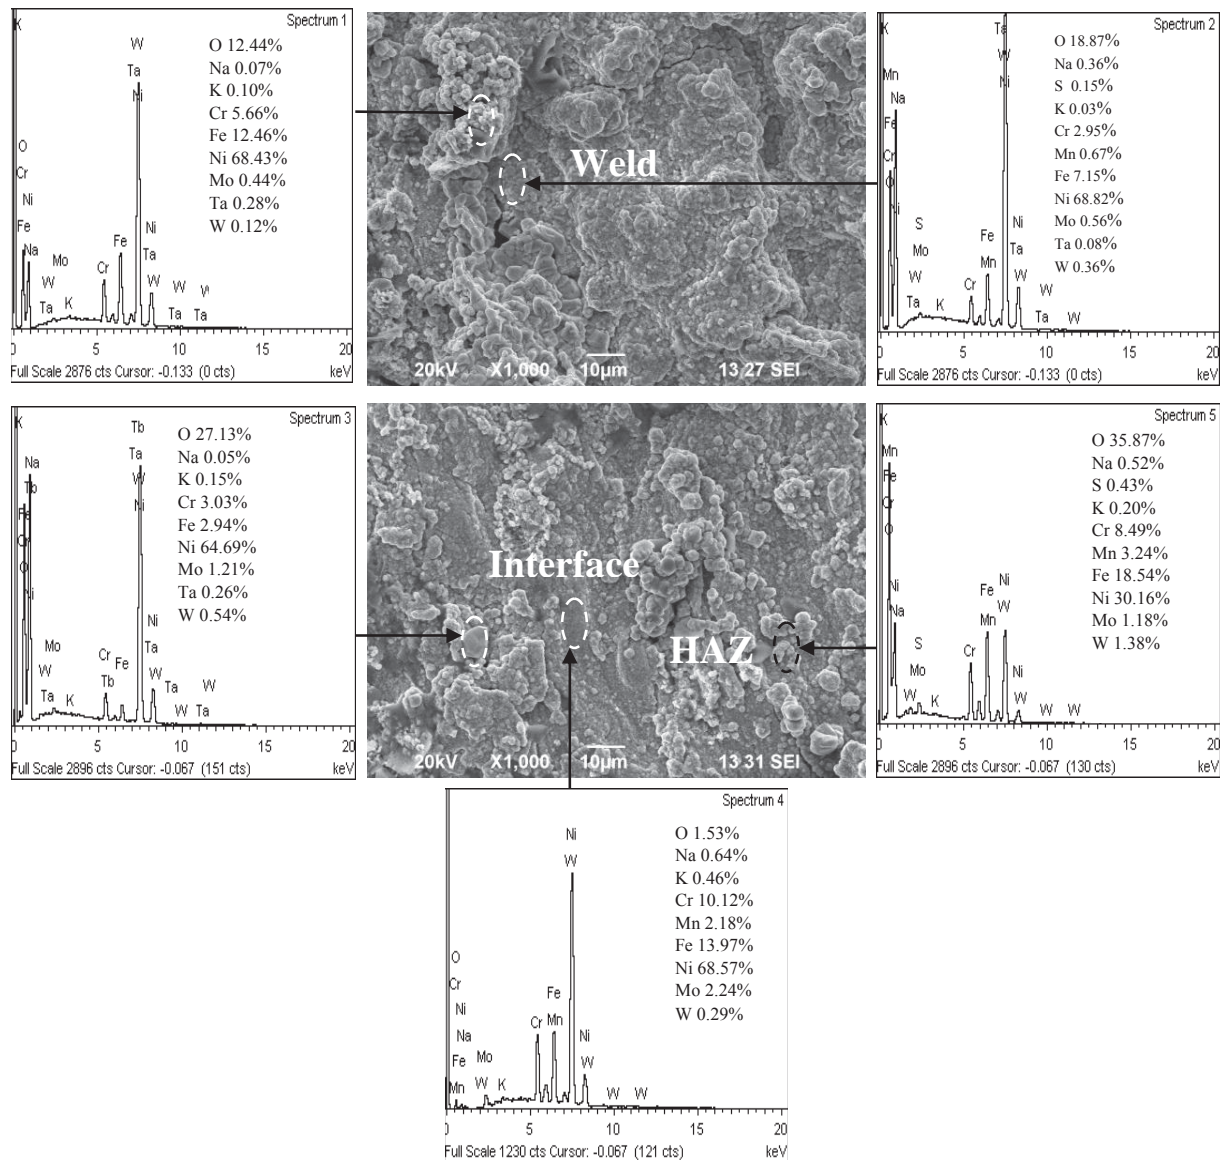 Spectrum 1
K
W
Ta
Ni
O 12.44%
Na 0.07%
K 0.10%
Cr 5.66%
Fe 12.46%
Ni 68.43%
Mo 0.44%
Ta 0.28%
W 0.12%
O
Cr
Ni
Fe
Na
Mo
W
Ta
K
Cr
Fe
Ni
Ta
W
W
Ta
Ta
0 5 10 15 20
Full Scale 2876 cts Cursor: -0.133 (0 cts) keV
Weld
20kV X1,000 10µm 13 27 SEI
Spectrum 2
K
Ta
W
Ni
Mn
Na
Fe
Cr
O
Ni
O 18.87%
Na 0.36%
S 0.15%
K 0.03%
Cr 2.95%
Mn 0.67%
Fe 7.15%
Ni 68.82%
Mo 0.56%
Ta 0.08%
W 0.36%
S
Mo
W
Ta
K
Cr
Fe
Mn
Ni
Ta
W
W
Ta
W
0 5 10 15 20
Full Scale 2876 cts Cursor: -0.133 (0 cts) keV
Spectrum 3
K
Tb
Ta
W
Ni
Na
Tb
Fe
Cr
O
Ni
O 27.13%
Na 0.05%
K 0.15%
Cr 3.03%
Fe 2.94%
Ni 64.69%
Mo 1.21%
Ta 0.26%
W 0.54%
Mo
W
Ta
K
Cr
Tb
Fe
Ni
Ta
W
Ta
W
W
Ta
0 5 10 15 20
Full Scale 2896 cts Cursor: -0.067 (151 cts) keV
Interface
HAZ
20kV X1,000 10µm 13 31 SEI
Spectrum 5
K
Mn
Fe
Cr
O
Ni
Na
O 35.87%
Na 0.52%
S 0.43%
K 0.20%
Cr 8.49%
Mn 3.24%
Fe 18.54%
Ni 30.16%
Mo 1.18%
W 1.38%
S
Mo
W
K
Cr
Fe
Mn
Ni
W
Ni
W
W
W
0 5 10 15 20
Full Scale 2896 cts Cursor: -0.067 (130 cts) keV
Spectrum 4
Ni
W
O 1.53%
Na 0.64%
K 0.46%
Cr 10.12%
Mn 2.18%
Fe 13.97%
Ni 68.57%
Mo 2.24%
W 0.29%
O
Cr
Ni
Na
Fe
Mn
Mo
W
K
Cr
Fe
Mn
Ni
W
W
W
0 5 10 15 20
Full Scale 1230 cts Cursor: -0.067 (121 cts) keV